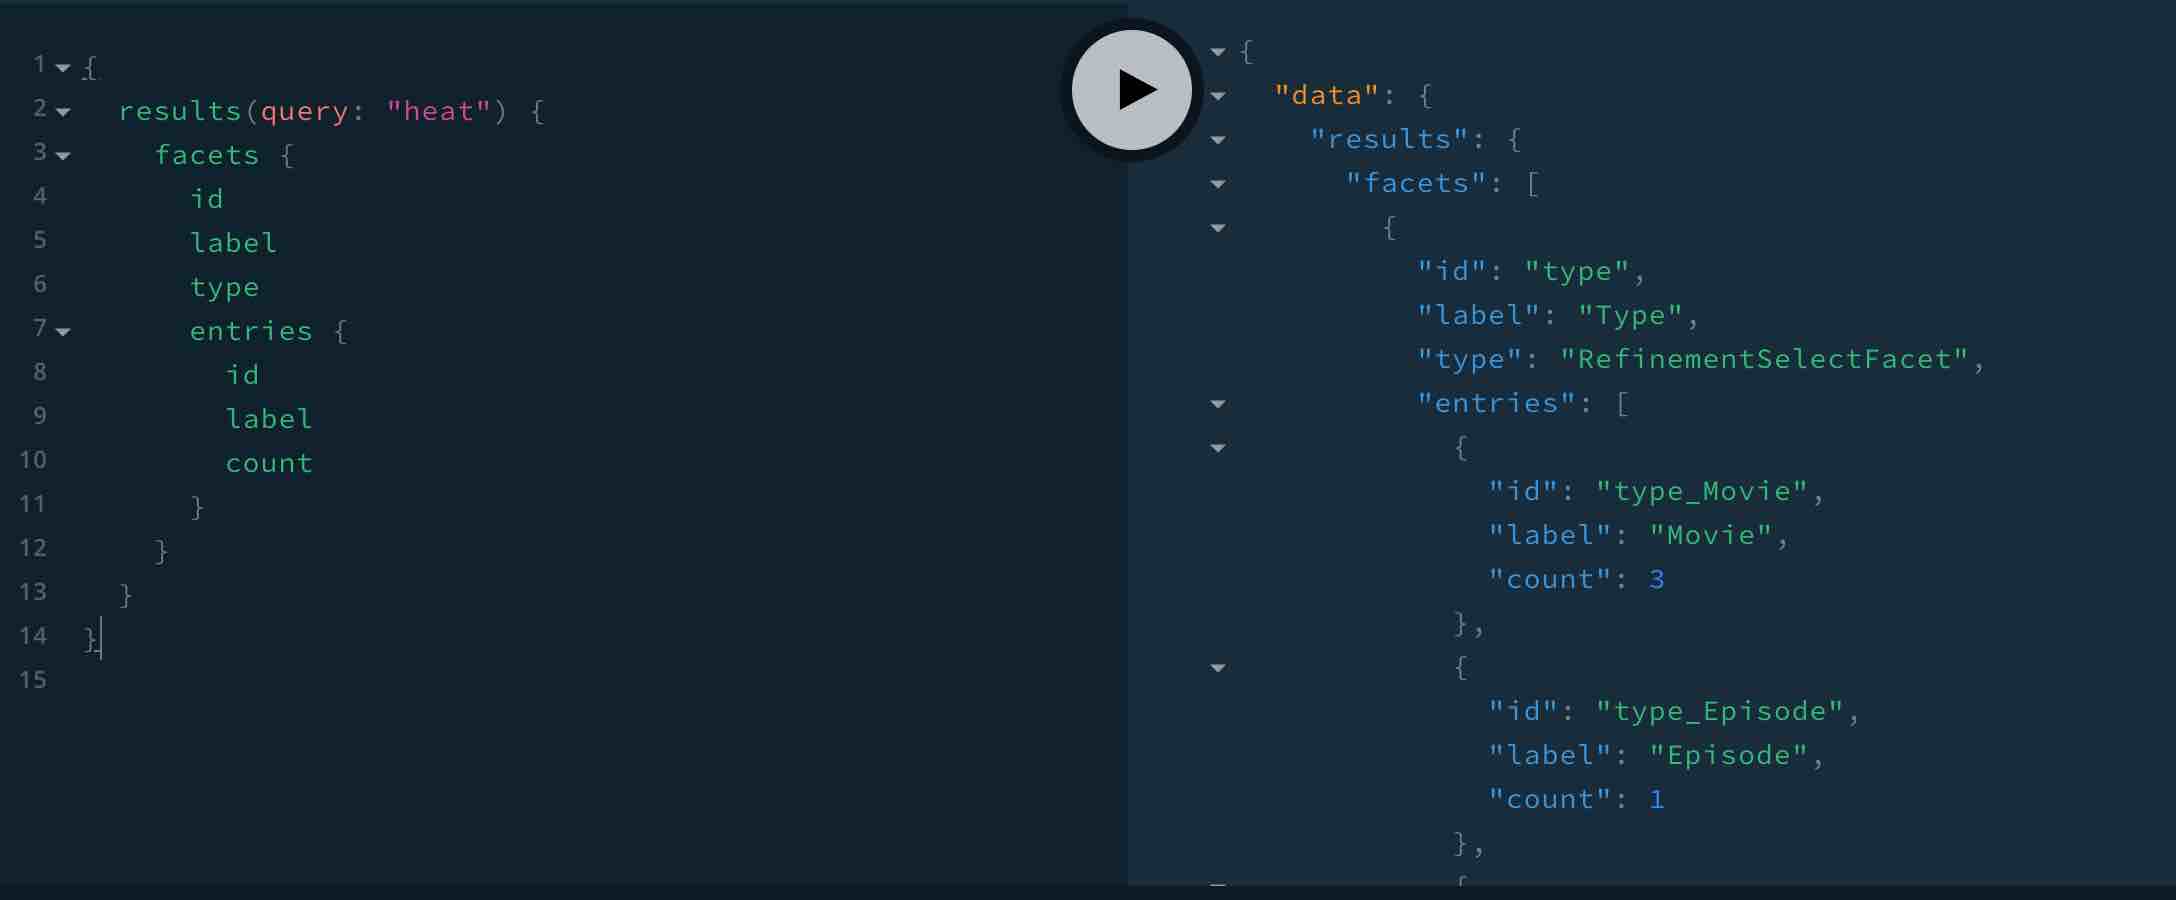 1 {
2 results(query: "heat") {
3 facets {
4 id
5 label
6 type
7 entries {
8 id
9 label
10 count
11 }
12 }
13 }
14 }
15
{
"data": {
"results": {
"facets": [
{
"id": "type",
"label": "Type",
"type": "RefinementSelectFacet",
"entries": [
{
"id": "type_Movie",
"label": "Movie",
"count": 3
},
{
"id": "type_Episode",
"label": "Episode",
"count": 1
},
{